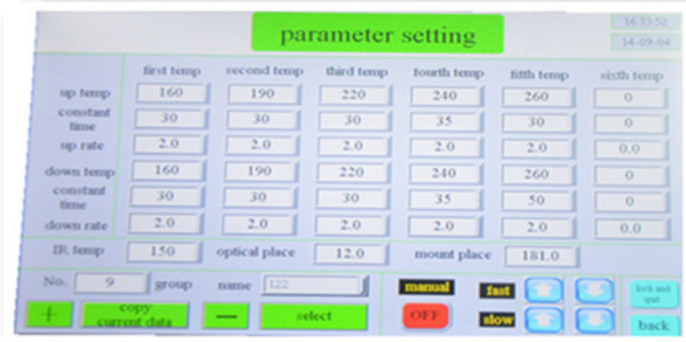 parameter setting
16:33:52
14-09-04
first temp second temp third temp fourth temp fifth temp sixth temp
up temp 160 190 220 240 260 0
constant time 30 30 30 35 30 0
up rate 2.0 2.0 2.0 2.0 2.0 0.0
down temp 160 190 220 240 260 0
constant time 30 30 30 35 50 0
down rate 2.0 2.0 2.0 2.0 2.0 0.0
IR temp 150 optical place 12.0 mount place 181.0
No. 9 group name 122 manual fast lock and quit
+ copy current data — select OFF slow back